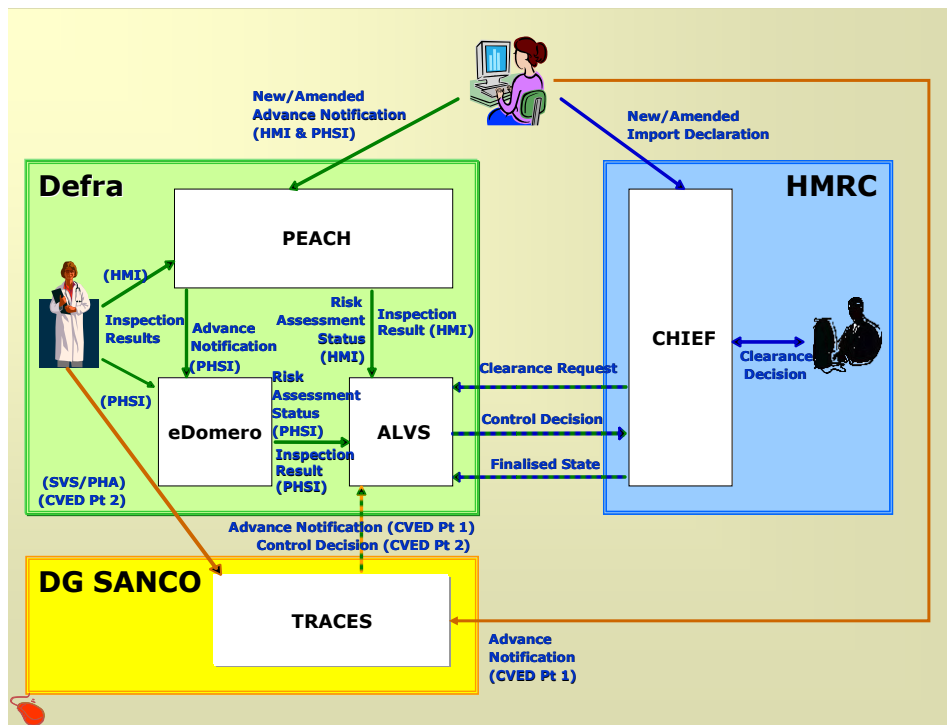 New/Amended
Advance Notification
(HMI & PHSI)
New/Amended
Import Declaration
Defra
HMRC
PEACH
(HMI)
Inspection
Results
Advance
Notification
(PHSI)
Risk
Assessment
Status
(HMI)
Inspection
Result (HMI)
CHIEF
Clearance
Decision
(PHSI)
eDomero
Risk
Assessment
Status
(PHSI)
Inspection
Result
(PHSI)
ALVS
Clearance Request
Control Decision
Finalised State
(SVS/PHA)
(CVED Pt 2)
Advance Notification (CVED Pt 1)
Control Decision (CVED Pt 2)
DG SANCO
TRACES
Advance
Notification
(CVED Pt 1)